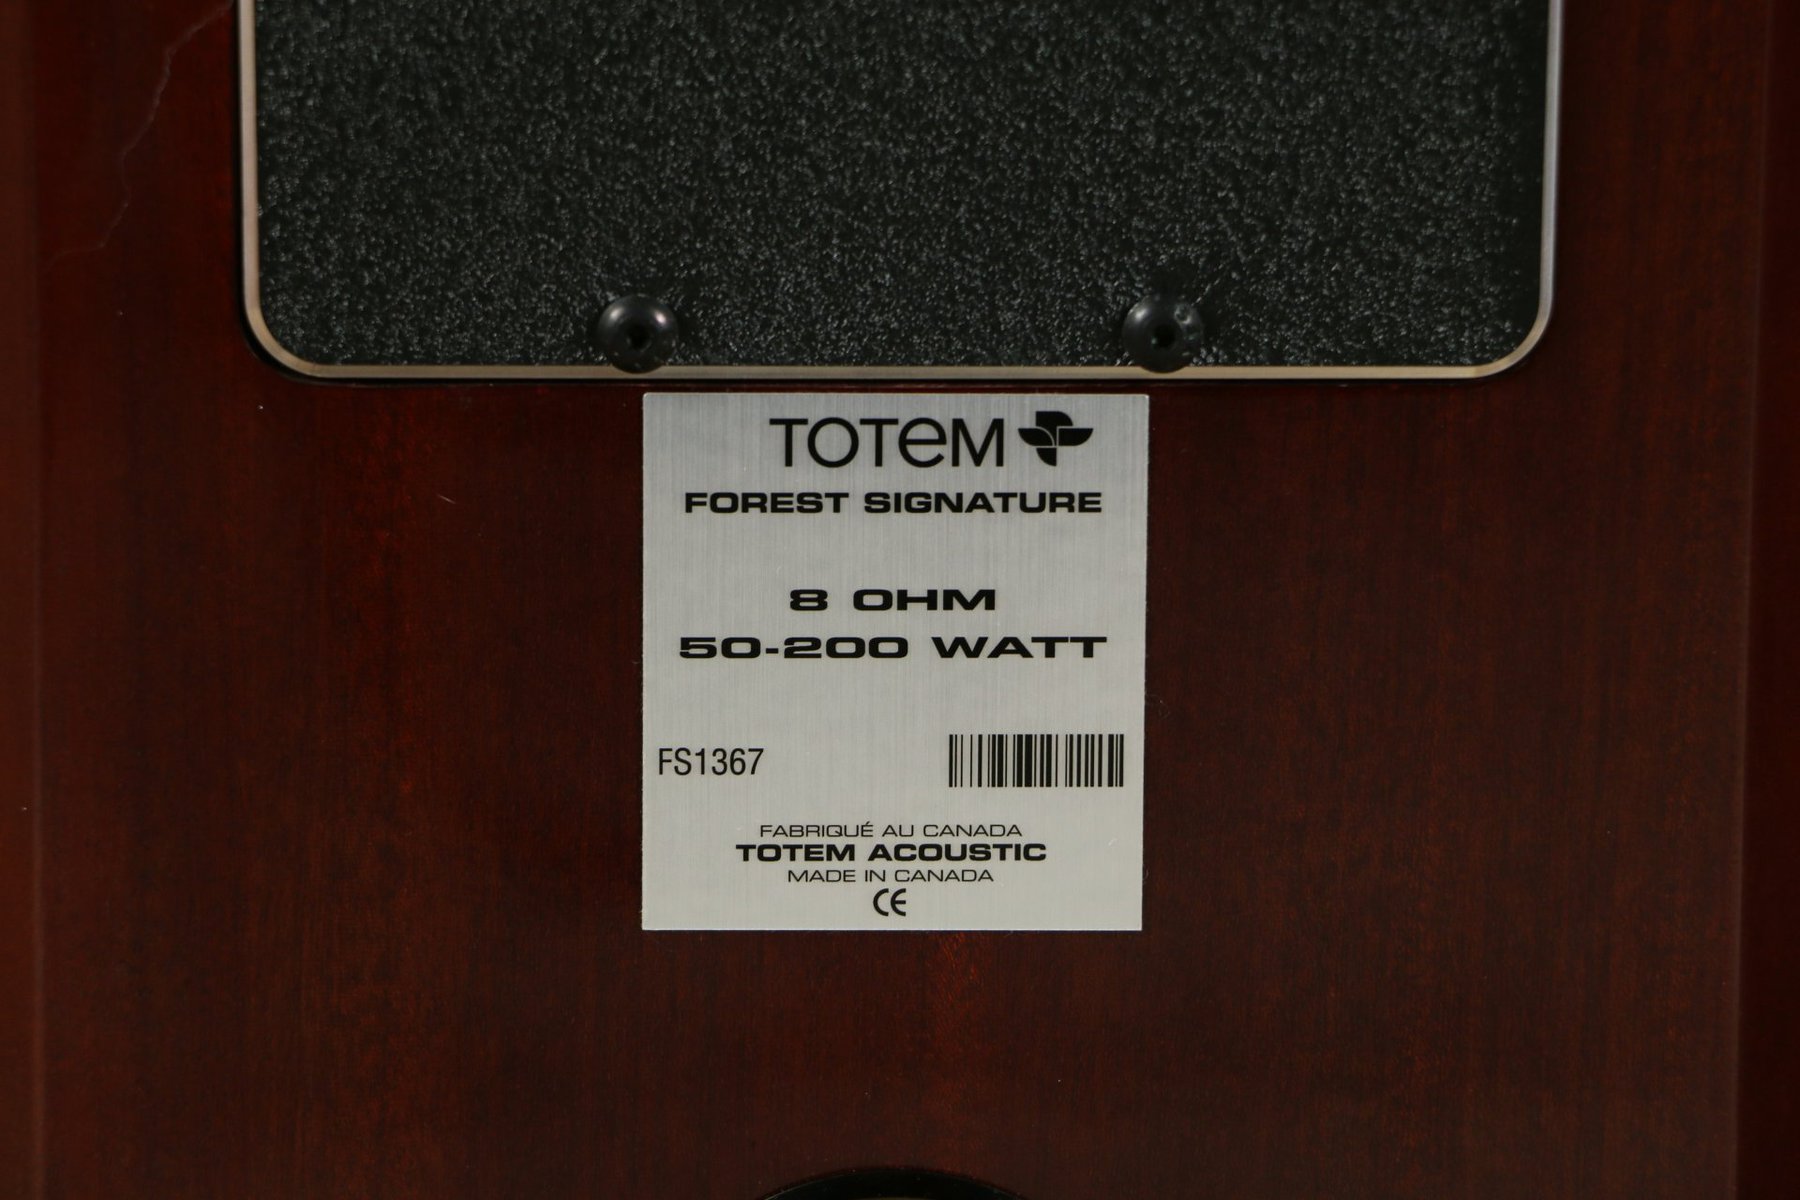 TOTeM
FOREST SIGNATURE
8 OHM
50-200 WATT
FS1367
FABRIQUÉ AU CANADA
TOTEM ACOUSTIC
MADE IN CANADA
CE